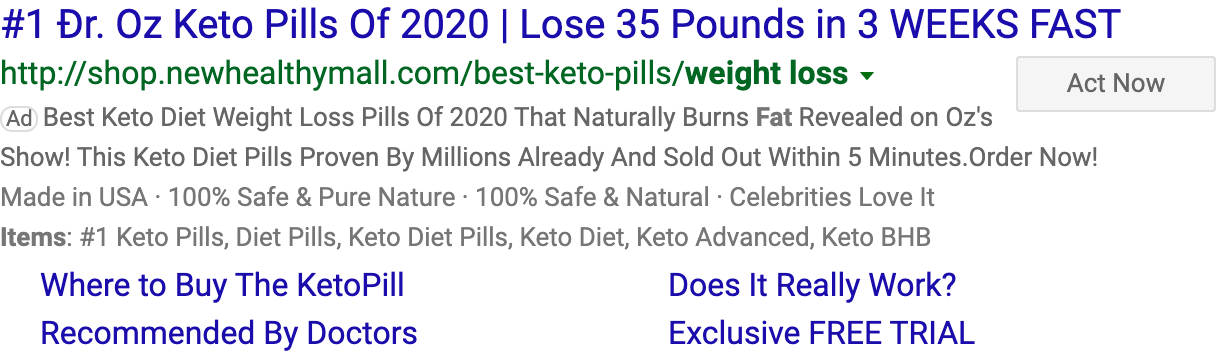 #1 Ðr. Oz Keto Pills Of 2020 | Lose 35 Pounds in 3 WEEKS FAST
http://shop.newhealthymall.com/best-keto-pills/weight loss
Act Now
Ad Best Keto Diet Weight Loss Pills Of 2020 That Naturally Burns Fat Revealed on Oz's
Show! This Keto Diet Pills Proven By Millions Already And Sold Out Within 5 Minutes.Order Now!
Made in USA · 100% Safe & Pure Nature · 100% Safe & Natural · Celebrities Love It
Items: #1 Keto Pills, Diet Pills, Keto Diet Pills, Keto Diet, Keto Advanced, Keto BHB
Where to Buy The KetoPill
Does It Really Work?
Recommended By Doctors
Exclusive FREE TRIAL